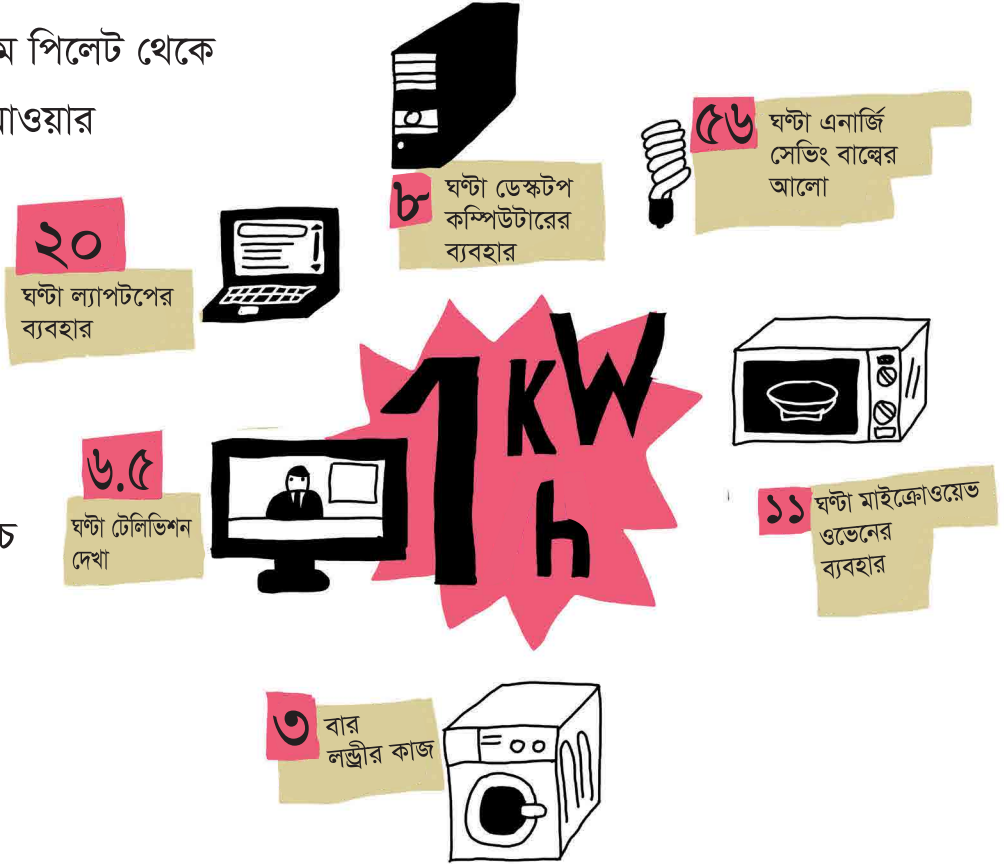 পিলেট থেকে
৮
ঘণ্টা ডেস্কটপ
কম্পিউটারের
ব্যবহার
৫৬
ঘণ্টা এনার্জি
সেভিং বাল্বের
আলো
২০
ঘণ্টা ল্যাপটপের
ব্যবহার
1 KW
h
৬.৫
ঘণ্টা টেলিভিশন
দেখা
১১
ঘণ্টা মাইক্রোওয়েভ
ওভেনের
ব্যবহার
৩
বার
লন্ড্রীর কাজ